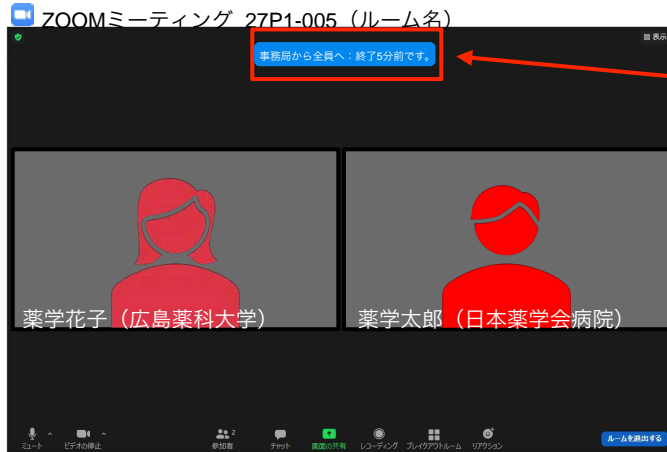 ZOOMミーティング 27P1-005（ルーム名）
表示
事務局から全員へ：終了5分前です。
薬学花子（広島薬科大学）
薬学太郎（日本薬学会病院）
2
ミュート
ビデオの停止
参加者
チャット
画面の共有
レコーディング
ブレイクアウトルーム
リアクション
ルームを退出する